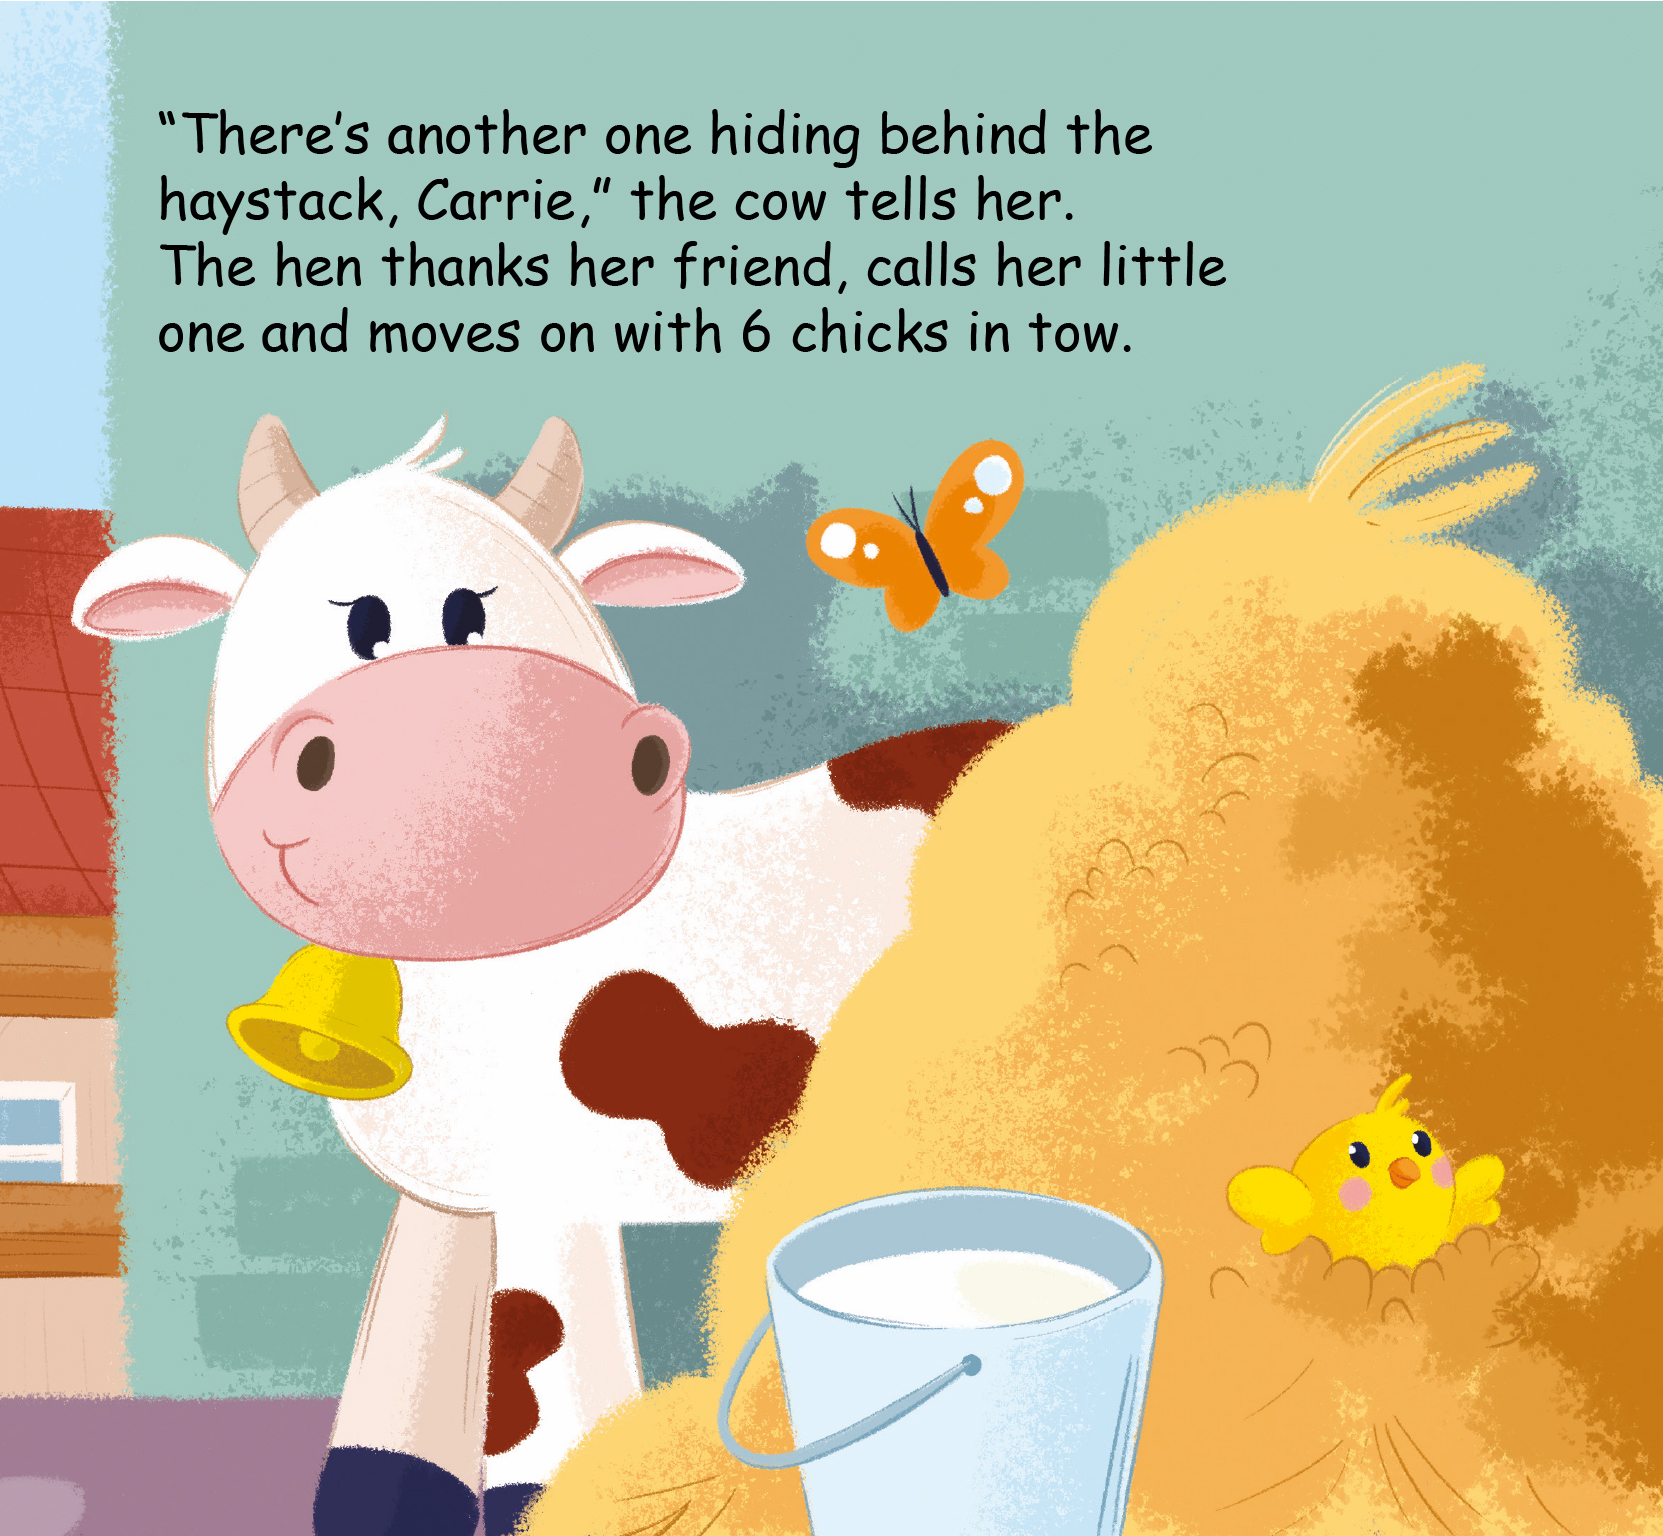 “There’s another one hiding behind the
haystack, Carrie,” the cow tells her.
The hen thanks her friend, calls her little
one and moves on with 6 chicks in tow.